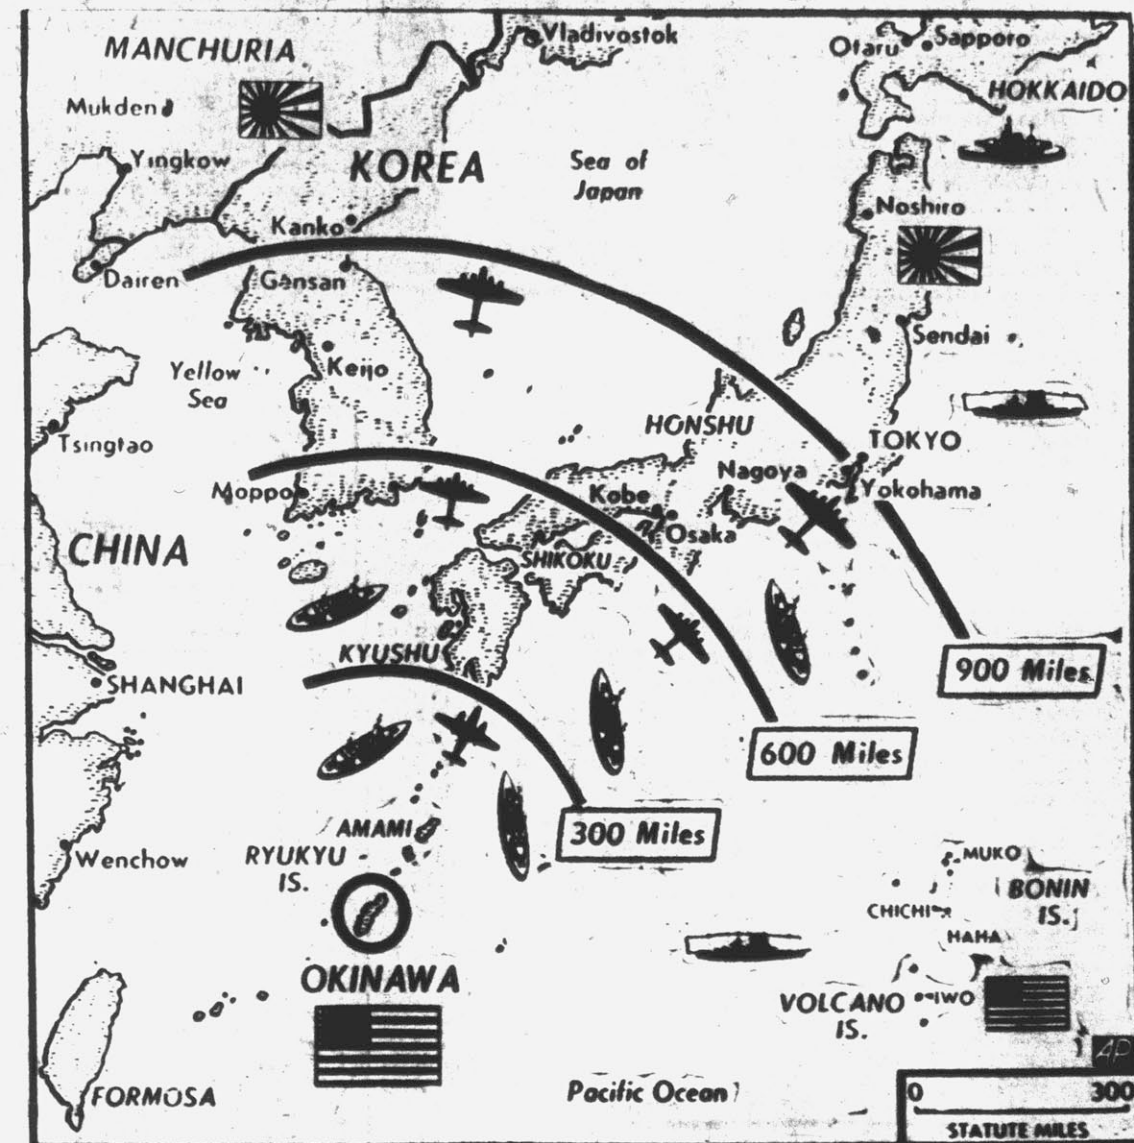 MANCHURIA
Vladivostok
Otaru
Sapporo
HOKKAIDO
Mukden
Yingkow
KOREA
Sea of
Japan
Noshiro
Kanko
Dairen
Gensan
Sendai
Keijo
Yellow
Sea
HONSHU
TOKYO
Tsingtao
Nagoya
Yokohama
Moppo
Kobe
Osaka
CHINA
SHIKOKU
KYUSHU
SHANGHAI
900 Miles
600 Miles
300 Miles
AMAMI
RYUKYU
IS.
Wenchow
MUKO
BONIN
IS.
CHICHI
HAHA
OKINAWA
VOLCANO
IS.
IWO
AP
FORMOSA
Pacific Ocean
0 300
STATUTE MILES